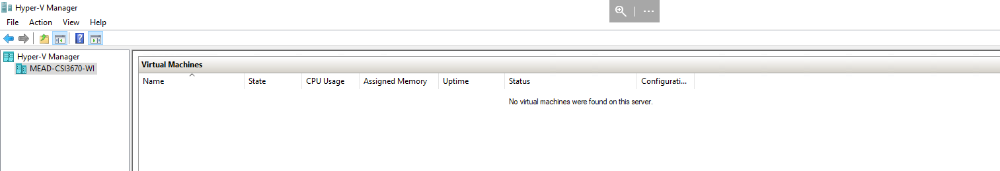 Hyper-V Manager
File Action View Help
Hyper-V Manager
MEAD-CSI3670-WI
Virtual Machines
Name State CPU Usage Assigned Memory Uptime Status Configurati...
No virtual machines were found on this server.